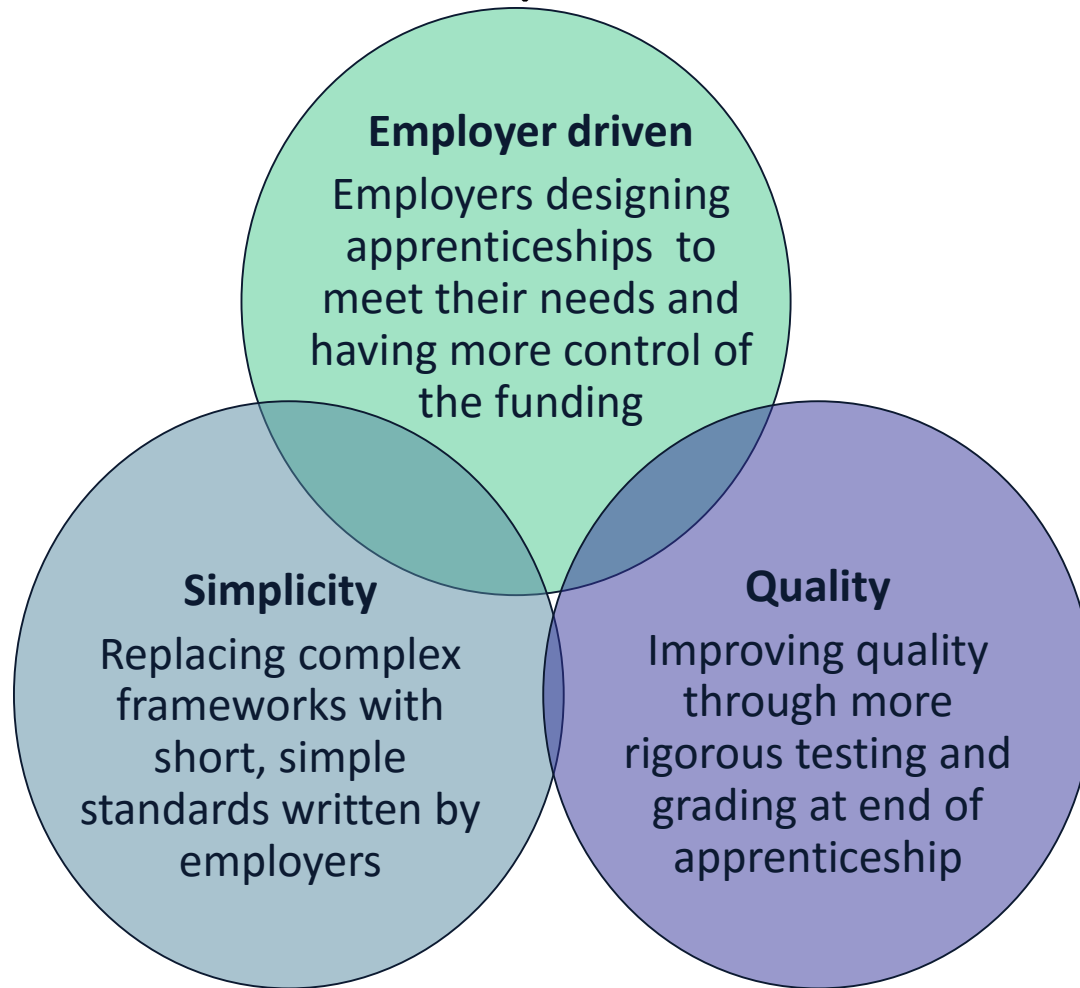 Employer driven
Employers designing
apprenticeships  to
meet their needs and
having more control of
the funding
Simplicity
Replacing complex
frameworks with
short, simple
standards written by
employers
Quality
Improving quality
through more
rigorous testing and
grading at end of
apprenticeship